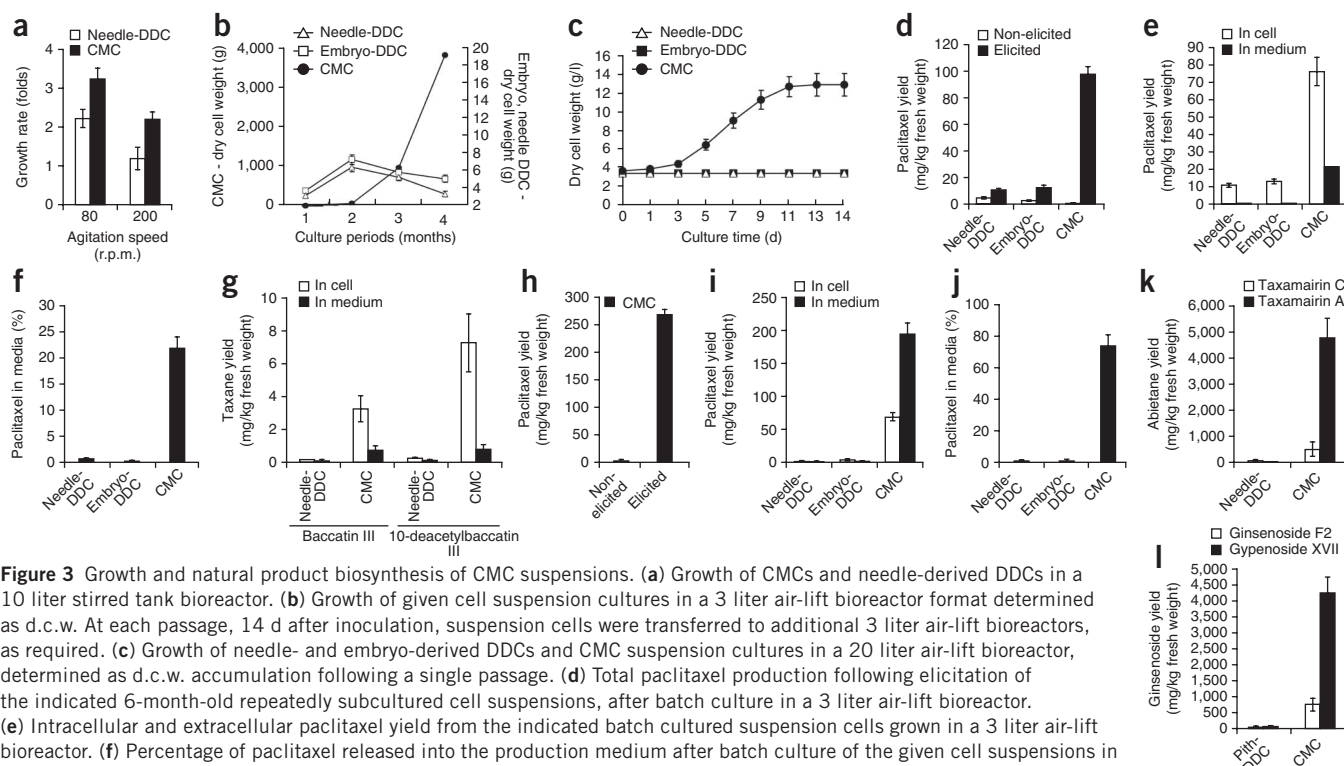 a
Needle-DDC
CMC
Growth rate (folds)
4
3
2
1
0
80 200
Agitation speed
(r.p.m.)
b
Needle-DDC
Embryo-DDC
CMC
CMC - dry cell weight (g)
4,000
3,000
2,000
1,000
0
20
18
16
14
12
10
8
6
4
2
Embryo, needle DDC -
dry cell weight
(g)
1 2 3 4
Culture periods (months)
c
Needle-DDC
Embryo-DDC
CMC
Dry cell weight (g/l)
16
14
12
10
8
6
4
2
0
0 1 3 5 7 9 11 13 14
Culture time (d)
d
Non-elicited
Elicited
Paclitaxel yield
(mg/kg fresh weight)
120
100
80
60
40
20
0
Needle-
DDC
Embryo-
DDC
CMC
e
In cell
In medium
Paclitaxel yield
(mg/kg fresh weight)
90
80
70
60
50
40
30
20
10
0
Needle-
DDC
Embryo-
DDC
CMC
f
Paclitaxel in media (%)
30
25
20
15
10
5
0
Needle-
DDC
Embryo-
DDC
CMC
g
In cell
In medium
Taxane yield
(mg/kg fresh weight)
10
8
6
4
2
0
Needle-
DDC
CMC
Needle-
DDC
CMC
Baccatin III
10-deacetylbaccatin
III
h
CMC
Paclitaxel yield
(mg/kg fresh weight)
300
250
200
150
100
50
0
Non-
elicited
Elicited
i
In cell
In medium
Paclitaxel yield
(mg/kg fresh weight)
250
200
150
100
50
0
Needle-
DDC
Embryo-
DDC
CMC
j
Paclitaxel in media (%)
100
80
60
40
20
0
Needle-
DDC
Embryo-
DDC
CMC
k
Taxamairin C
Taxamairin A
Abietane yield
(mg/kg fresh weight)
6,000
5,000
4,000
3,000
2,000
1,000
0
Needle-
DDC
CMC
l
Ginsenoside F2
Gypenoside XVII
Ginsenoside yield
(mg/kg fresh weight)
5,000
4,500
4,000
3,500
3,000
2,500
2,000
1,500
1,000
500
0
Pith-
DDC
CMC
Figure 3 Growth and natural product biosynthesis of CMC suspensions. (a) Growth of CMCs and needle-derived DDCs in a
10 liter stirred tank bioreactor. (b) Growth of given cell suspension cultures in a 3 liter air-lift bioreactor format determined
as d.c.w. At each passage, 14 d after inoculation, suspension cells were transferred to additional 3 liter air-lift bioreactors,
as required. (c) Growth of needle- and embryo-derived DDCs and CMC suspension cultures in a 20 liter air-lift bioreactor,
determined as d.c.w. accumulation following a single passage. (d) Total paclitaxel production following elicitation of
the indicated 6-month-old repeatedly subcultured cell suspensions, after batch culture in a 3 liter air-lift bioreactor.
(e) Intracellular and extracellular paclitaxel yield from the indicated batch cultured suspension cells grown in a 3 liter air-lift
bioreactor. (f) Percentage of paclitaxel released into the production medium after batch culture of the given cell suspensions in